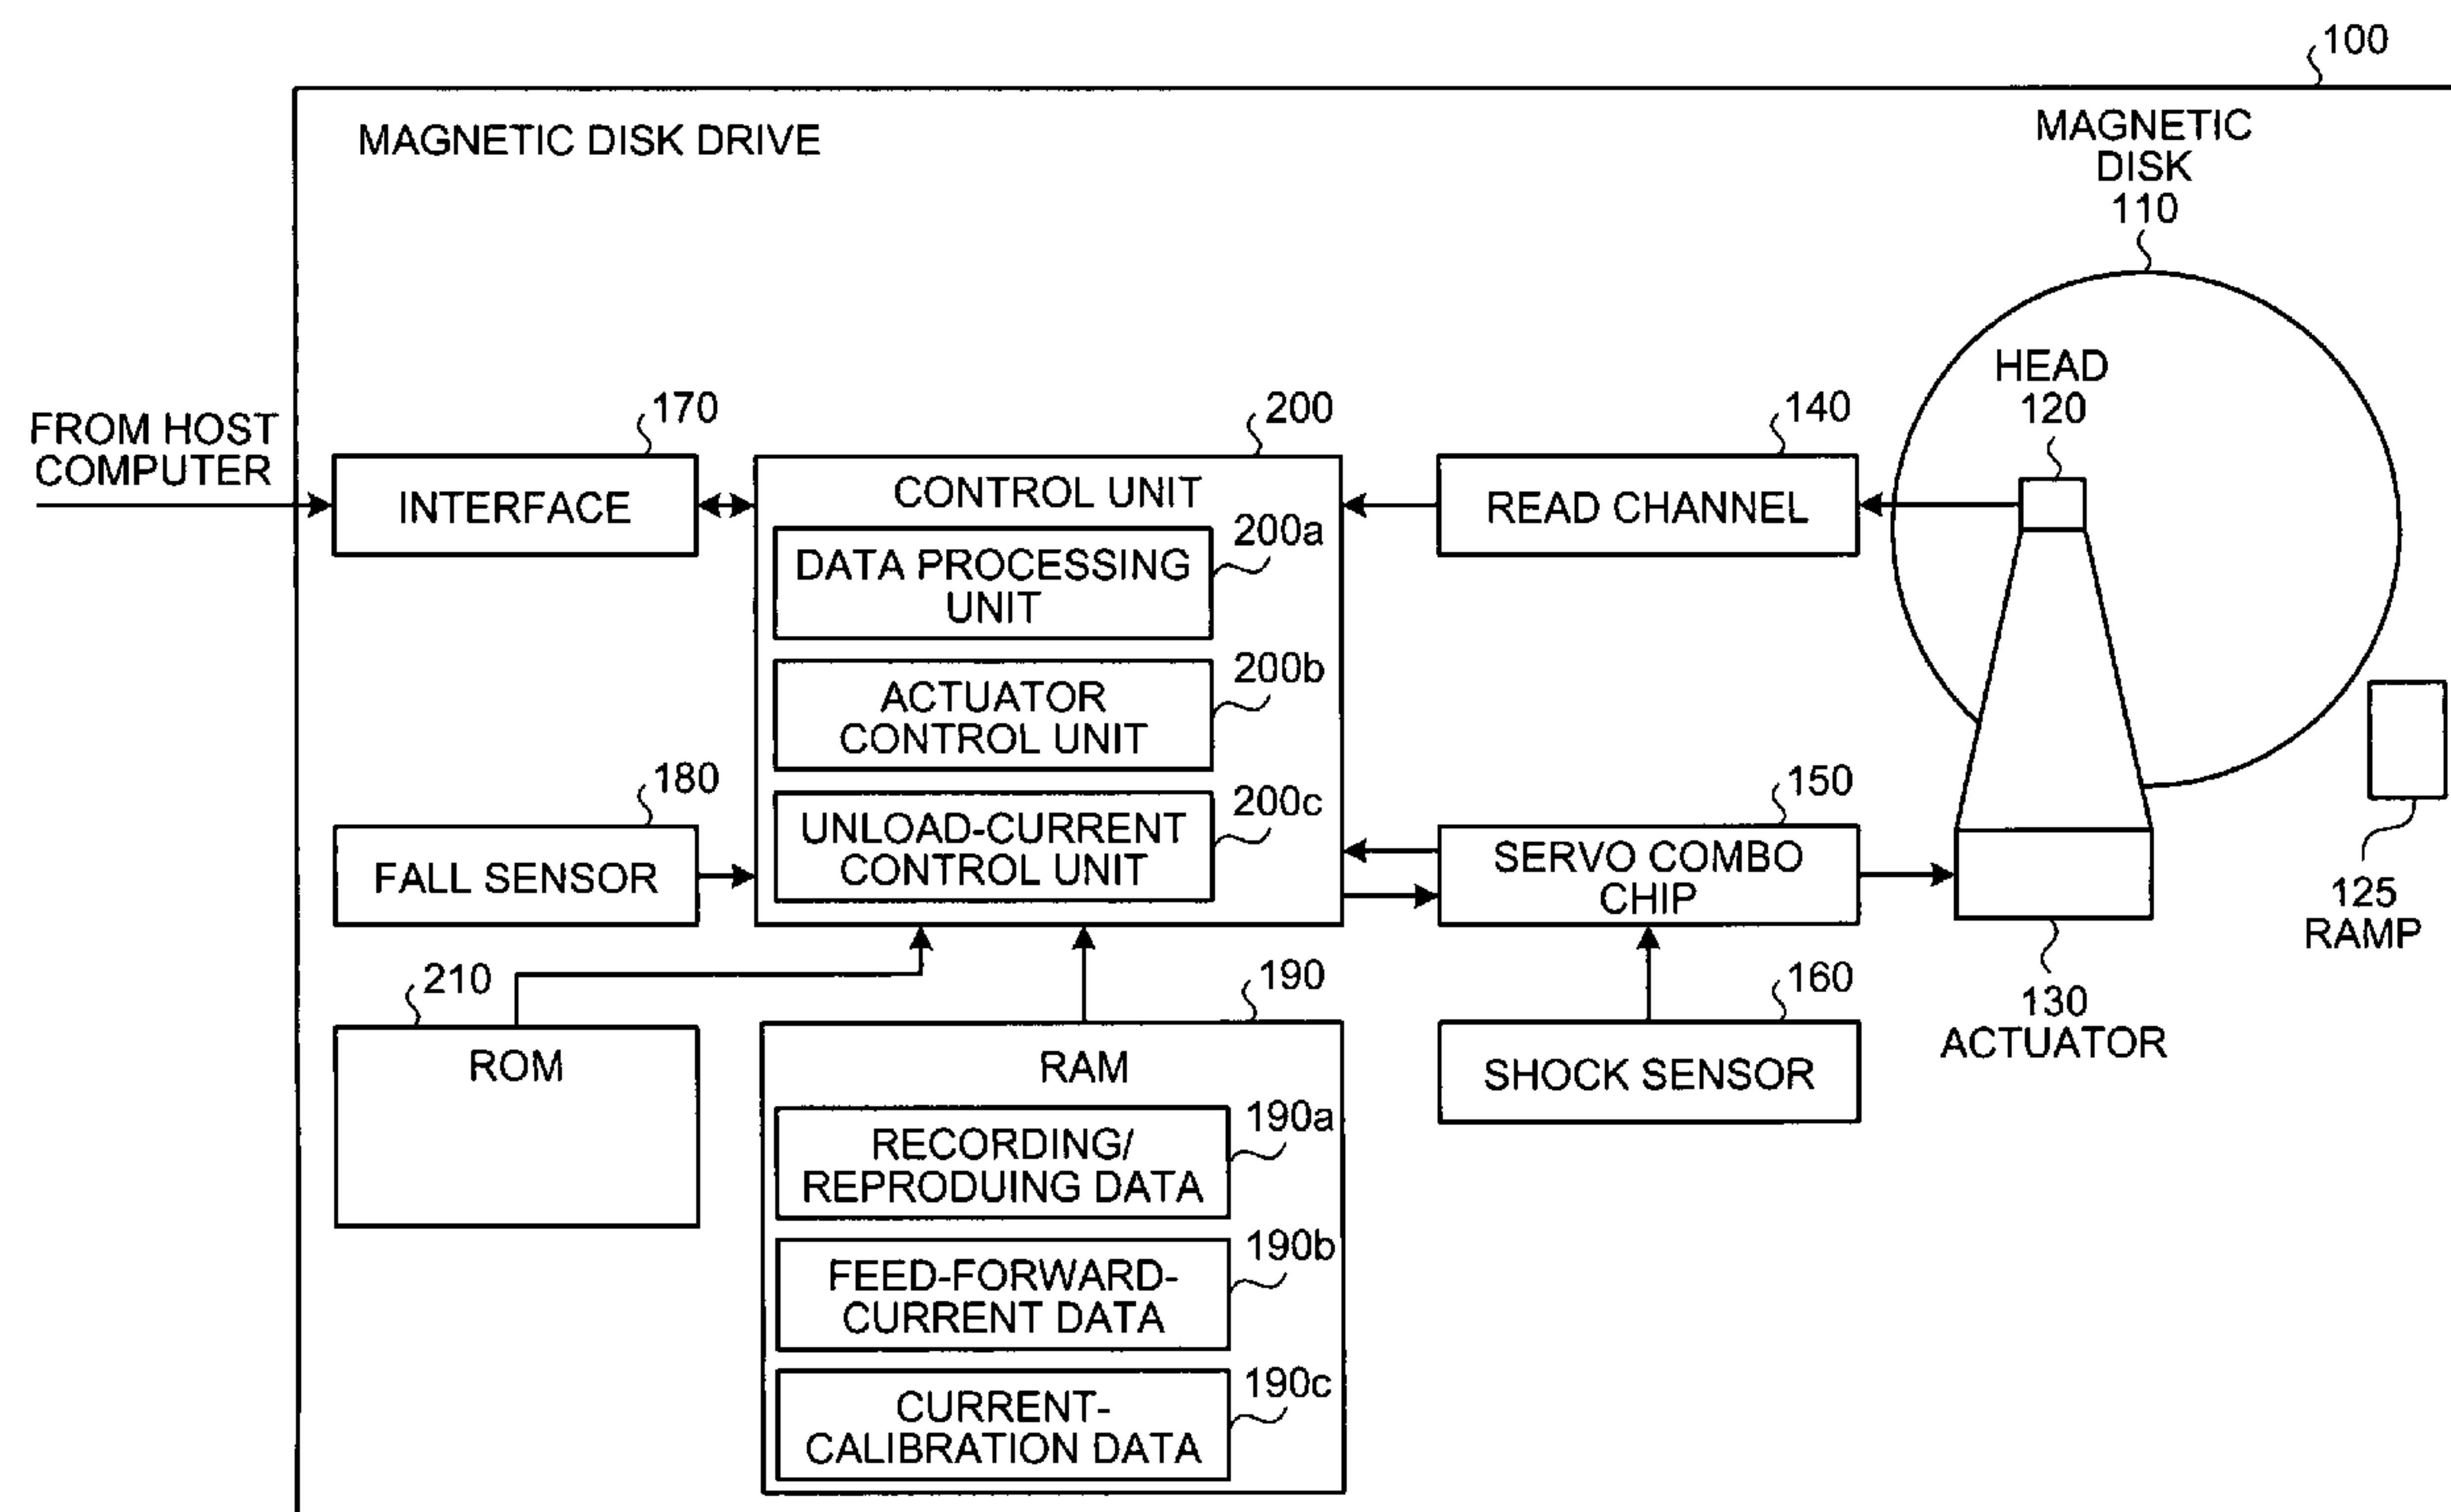 100
MAGNETIC DISK DRIVE
MAGNETIC
DISK
110
HEAD
120
FROM HOST
COMPUTER
170
INTERFACE
200
CONTROL UNIT
200a
DATA PROCESSING
UNIT
200b
ACTUATOR
CONTROL UNIT
200c
UNLOAD-CURRENT
CONTROL UNIT
140
READ CHANNEL
180
FALL SENSOR
150
SERVO COMBO
CHIP
125
RAMP
130
ACTUATOR
210
ROM
190
RAM
190a
RECORDING/
REPRODUING DATA
190b
FEED-FORWARD-
CURRENT DATA
190c
CURRENT-
CALIBRATION DATA
160
SHOCK SENSOR